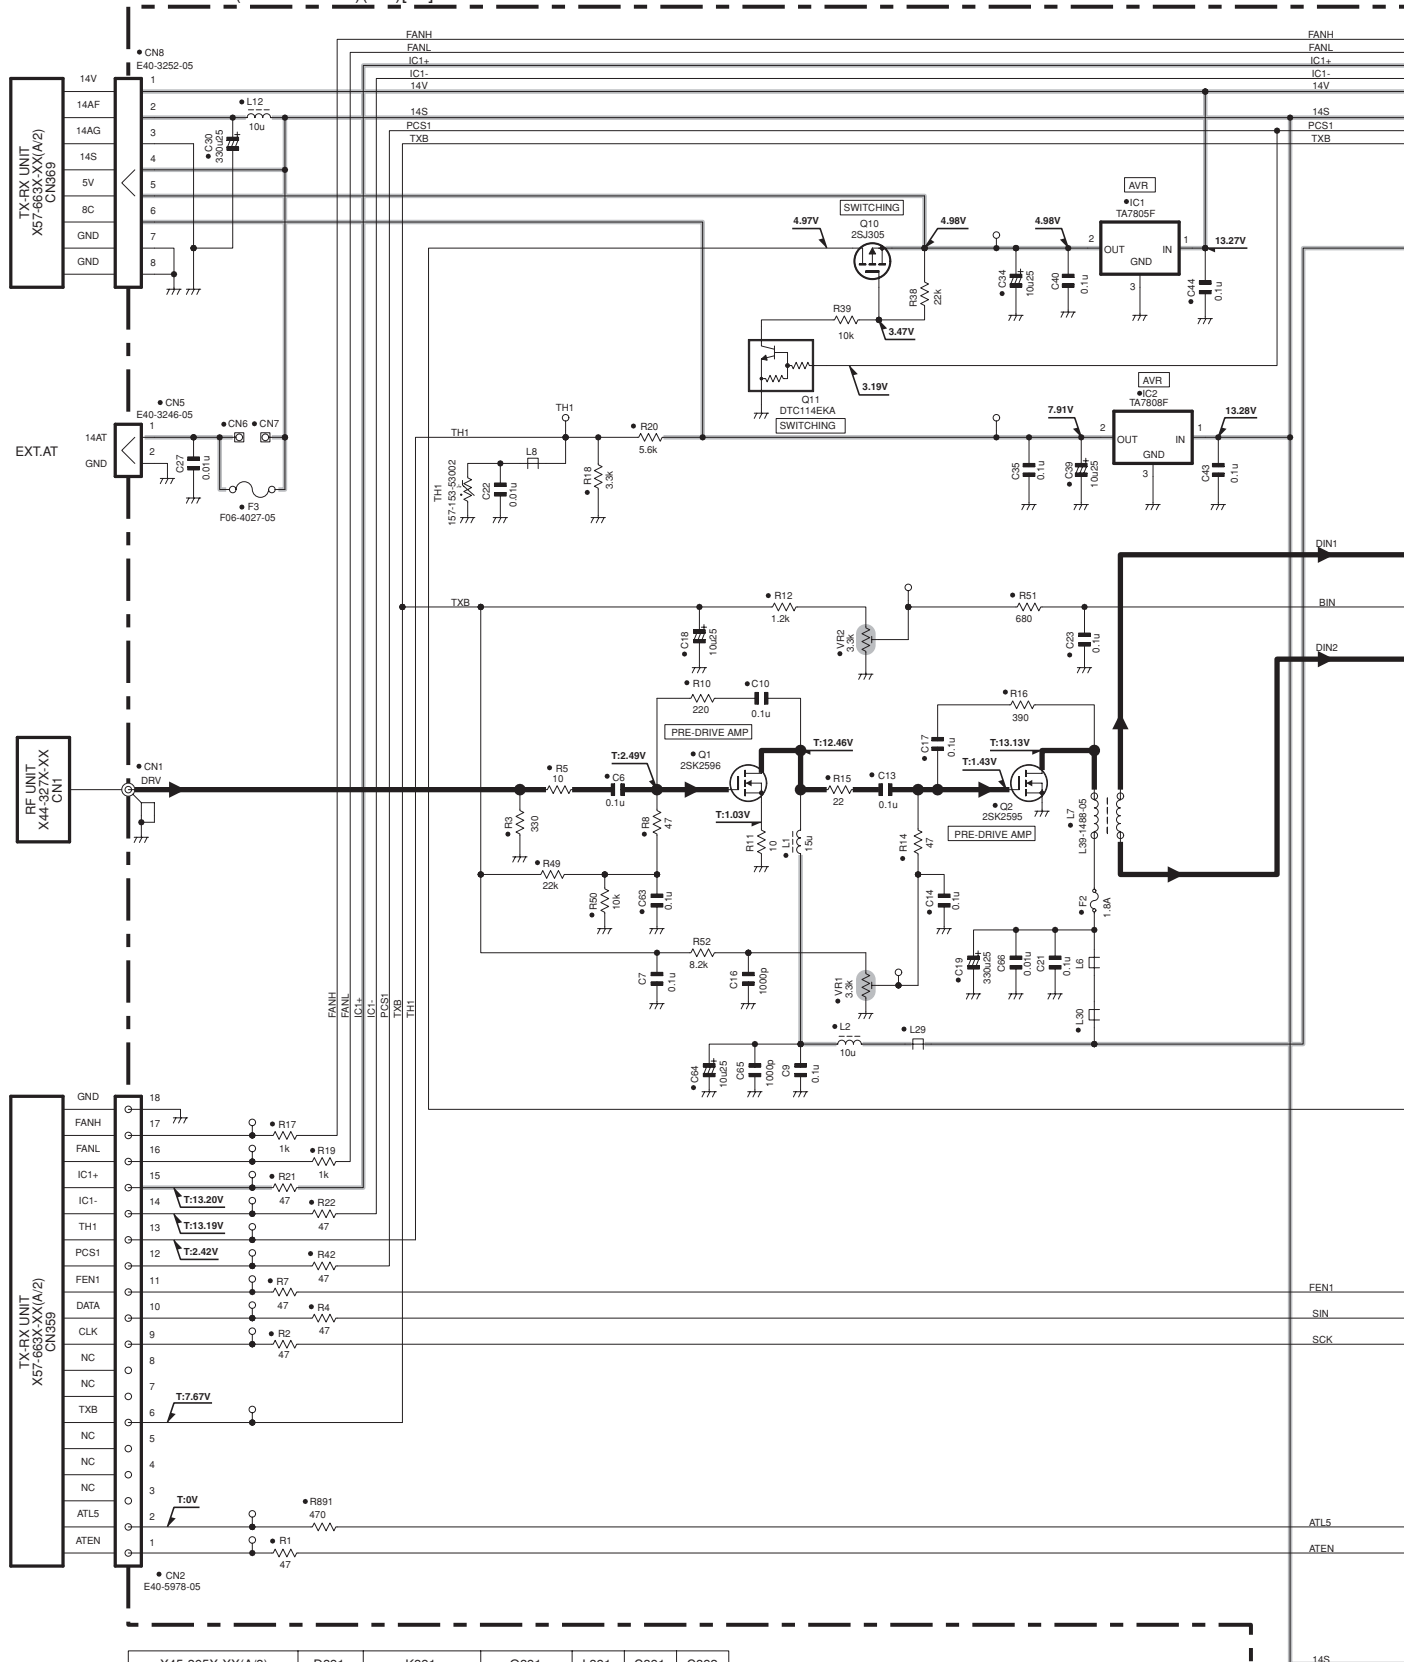 FANH FANH
FANL FANL
IC1+ IC1+
IC1- IC1-
14V 14V
14S 14S
PCS1 PCS1
TXB TXB
CN8
E40-3252-05
TX-RX UNIT
X57-663X-XX(A/2)
CN369
14V 1
14AF 2
14AG 3
14S 4
5V 5
8C 6
GND 7
GND 8
L12
10u
C30
330u25
SWITCHING
Q10
2SJ305
4.97V
4.98V
4.98V
AVR
IC1
TA7805F
2 OUT IN 1
GND
3
13.27V
C34
10u25
C40
0.1u
C44
0.1u
R38
22k
R39
10k
3.47V
3.19V
Q11
DTC114EKA
SWITCHING
AVR
IC2
TA7808F
7.91V
13.28V
2 OUT IN 1
GND
3
C35
0.1u
C39
10u25
C43
0.1u
CN5
E40-3246-05
EXT.AT
14AT 1
GND 2
CN6 CN7
C27
0.01u
F3
F06-4027-05
TH1
TH1
R20
5.6k
L8
TH1
157-153-53002
C22
0.01u
R18
3.3k
DIN1
TXB
R12
1.2k
R51
680
BIN
C18
10u25
VR2
3.3k
C23
0.1u
DIN2
R10
220
C10
0.1u
R16
390
PRE-DRIVE AMP
Q1
2SK2596
T:2.49V
T:12.46V
C17
0.1u
T:13.13V
T:1.43V
RF UNIT
X44-327X-XX
CN1
CN1
DRV
R5
10
C6
0.1u
R15
22
C13
0.1u
Q2
2SK2595
PRE-DRIVE AMP
L7
L39-1488-05
T:1.03V
R3
330
R8
47
R11
10
L1
15u
R14
47
R49
22k
R50
10k
C63
0.1u
C14
0.1u
F2
1.8A
R52
8.2k
C7
0.1u
C16
1000p
VR1
3.3k
C19
330u25
C66
0.01u
C21
0.1u
L6
L30
FANH
FANL
IC1+
IC1-
PCS1
TXB
TH1
L2
10u
L29
C64
10u25
C65
1000p
C9
0.1u
TX-RX UNIT
X57-663X-XX(A/2)
CN359
GND 18
FANH 17
R17
1k
FANL 16
R19
1k
IC1+ 15
R21
47
T:13.20V
IC1- 14
R22
47
T:13.19V
TH1 13
T:2.42V
PCS1 12
R42
47
FEN1 11
R7
47
FEN1
DATA 10
R4
47
SIN
CLK 9
R2
47
SCK
NC 8
NC 7
TXB 6
T:7.67V
NC 5
NC 4
NC 3
ATL5 2
T:0V
R891
470
ATL5
ATEN 1
R1
47
ATEN
CN2
E40-5978-05
14S